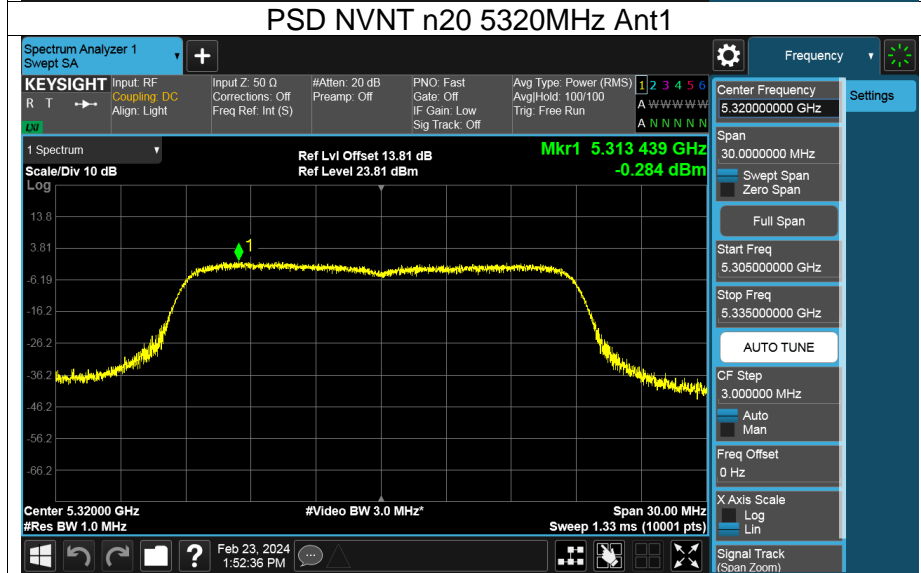 PSD NVNT n20 5320MHz Ant1
Spectrum Analyzer 1
Swept SA
+
Frequency
KEYSIGHT
R T
LXI
Input: RF
Coupling: DC
Align: Light
Input Z: 50 Ω
Corrections: Off
Freq Ref: Int (S)
#Atten: 20 dB
Preamp: Off
PNO: Fast
Gate: Off
IF Gain: Low
Sig Track: Off
Avg Type: Power (RMS)
Avg|Hold: 100/100
Trig: Free Run
1 2 3 4 5 6
A W W W W W
A N N N N N
1 Spectrum
Scale/Div 10 dB
Ref Lvl Offset 13.81 dB
Ref Level 23.81 dBm
Mkr1 5.313 439 GHz
-0.284 dBm
Log
13.8
3.81
-6.19
-16.2
-26.2
-36.2
-46.2
-56.2
-66.2
1
Center 5.32000 GHz
#Res BW 1.0 MHz
#Video BW 3.0 MHz*
Span 30.00 MHz
Sweep 1.33 ms (10001 pts)
?
Feb 23, 2024
1:52:36 PM
Center Frequency
5.320000000 GHz
Span
30.0000000 MHz
Swept Span
Zero Span
Full Span
Start Freq
5.305000000 GHz
Stop Freq
5.335000000 GHz
AUTO TUNE
CF Step
3.000000 MHz
Auto
Man
Freq Offset
0 Hz
X Axis Scale
Log
Lin
Signal Track
(Span Zoom)
Settings